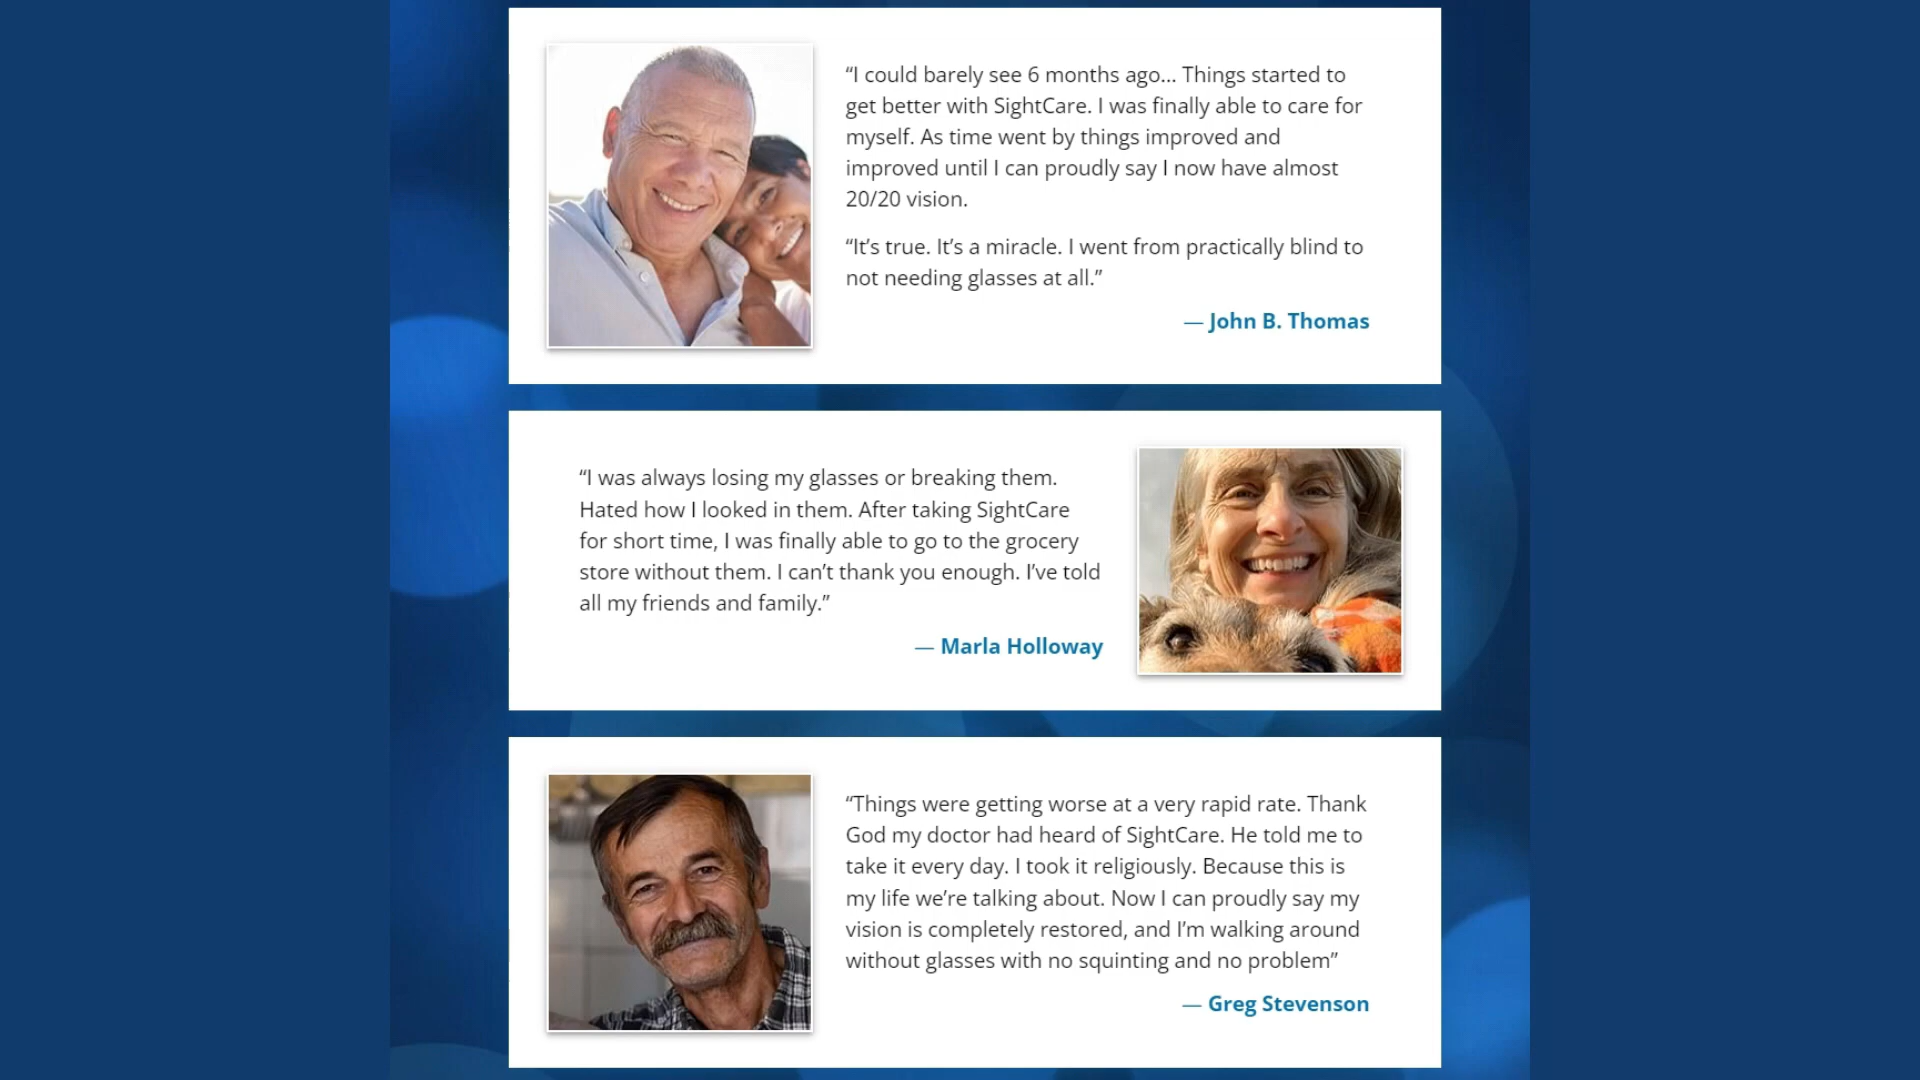 “I could barely see 6 months ago... Things started to
get better with SightCare. I was finally able to care for
myself. As time went by things improved and
improved until I can proudly say I now have almost
20/20 vision.
“It’s true. It’s a miracle. I went from practically blind to
not needing glasses at all.”
— John B. Thomas
“I was always losing my glasses or breaking them.
Hated how I looked in them. After taking SightCare
for short time, I was finally able to go to the grocery
store without them. I can’t thank you enough. I’ve told
all my friends and family.”
— Marla Holloway
“Things were getting worse at a very rapid rate. Thank
God my doctor had heard of SightCare. He told me to
take it every day. I took it religiously. Because this is
my life we’re talking about. Now I can proudly say my
vision is completely restored, and I’m walking around
without glasses with no squinting and no problem”
— Greg Stevenson